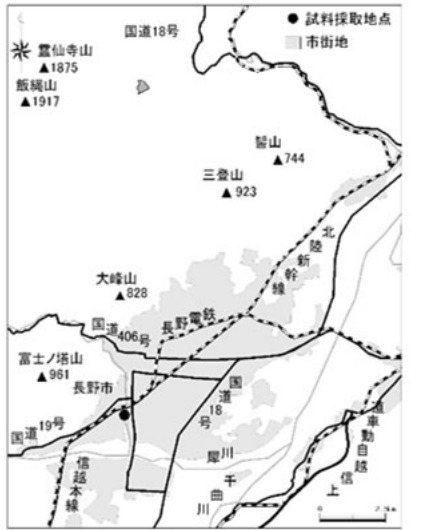 国道18号
● 試料採取地点
市街地
霊仙寺山
▲1875
飯縄山
▲1917
髻山
▲744
三登山
▲923
北陸新幹線
大峰山
▲828
長野電鉄
国道406号
富士ノ塔山
▲961
長野市
国道18号
国道19号
信越本線
犀川
千曲川
上信越自動車道
0